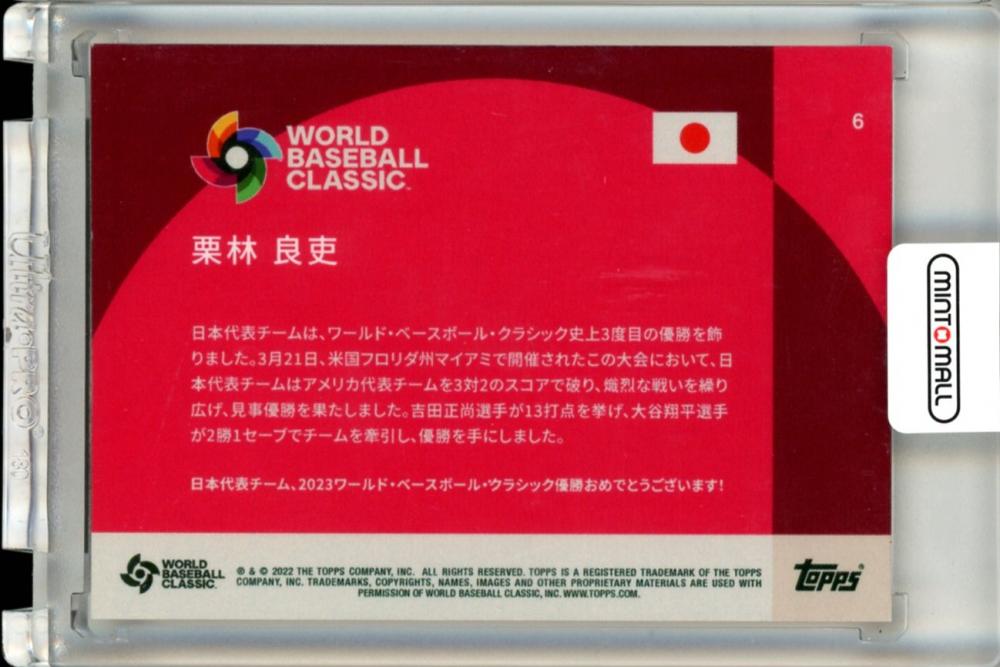 6
WORLD
BASEBALL
CLASSIC™
栗林 良吏
日本代表チームは、ワールド・ベースボール・クラシック史上3度目の優勝を飾
りました。3月21日、米国フロリダ州マイアミで開催されたこの大会において、日
本代表チームはアメリカ代表チームを3対2のスコアで破り、熾烈な戦いを繰り
広げ、見事優勝を果たしました。吉田正尚選手が13打点を挙げ、大谷翔平選手
が2勝1セーブでチームを牽引し、優勝を手にしました。
日本代表チーム、2023ワールド・ベースボール・クラシック優勝おめでとうございます!
WORLD
BASEBALL
CLASSIC™
® & © 2022 THE TOPPS COMPANY, INC. ALL RIGHTS RESERVED. TOPPS IS A REGISTERED TRADEMARK OF THE TOPPS
COMPANY, INC. TRADEMARKS, COPYRIGHTS, NAMES, IMAGES AND OTHER PROPRIETARY MATERIALS ARE USED WITH
PERMISSION OF WORLD BASEBALL CLASSIC, INC. WWW.TOPPS.COM.
TOPPS®
MINTOMALL